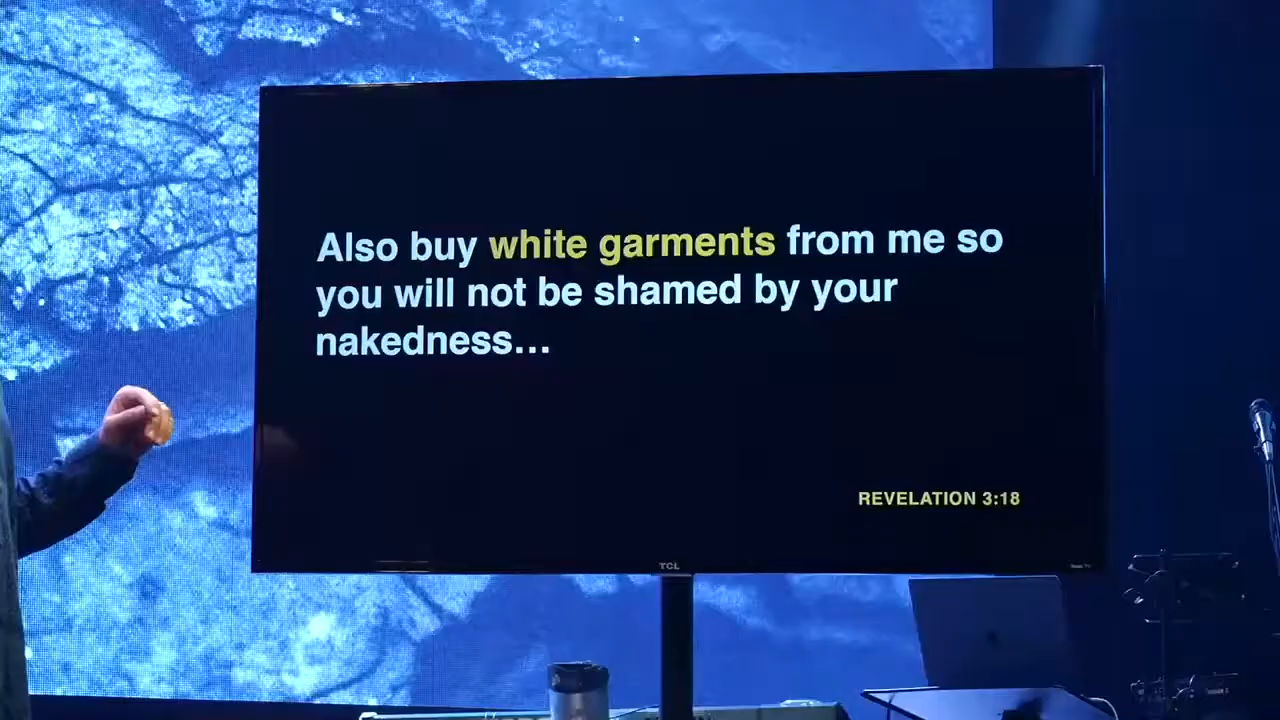 Also buy white garments from me so
you will not be shamed by your
nakedness...
REVELATION 3:18
TCL